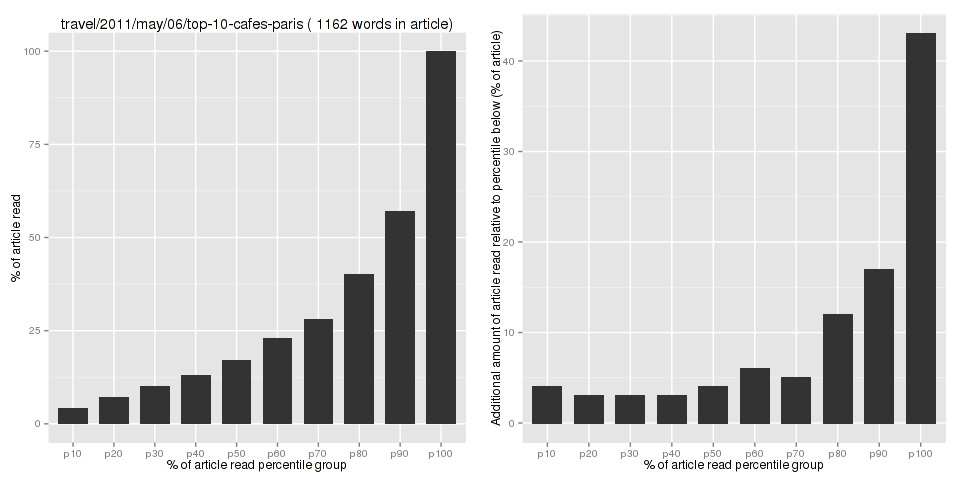 travel/2011/may/06/top-10-cafes-paris ( 1162 words in article)
% of article read
100
75
50
25
0
p10 p20 p30 p40 p50 p60 p70 p80 p90 p100
% of article read percentile group
Additional amount of article read relative to percentile below (% of article)
40
30
20
10
0
p10 p20 p30 p40 p50 p60 p70 p80 p90 p100
% of article read percentile group